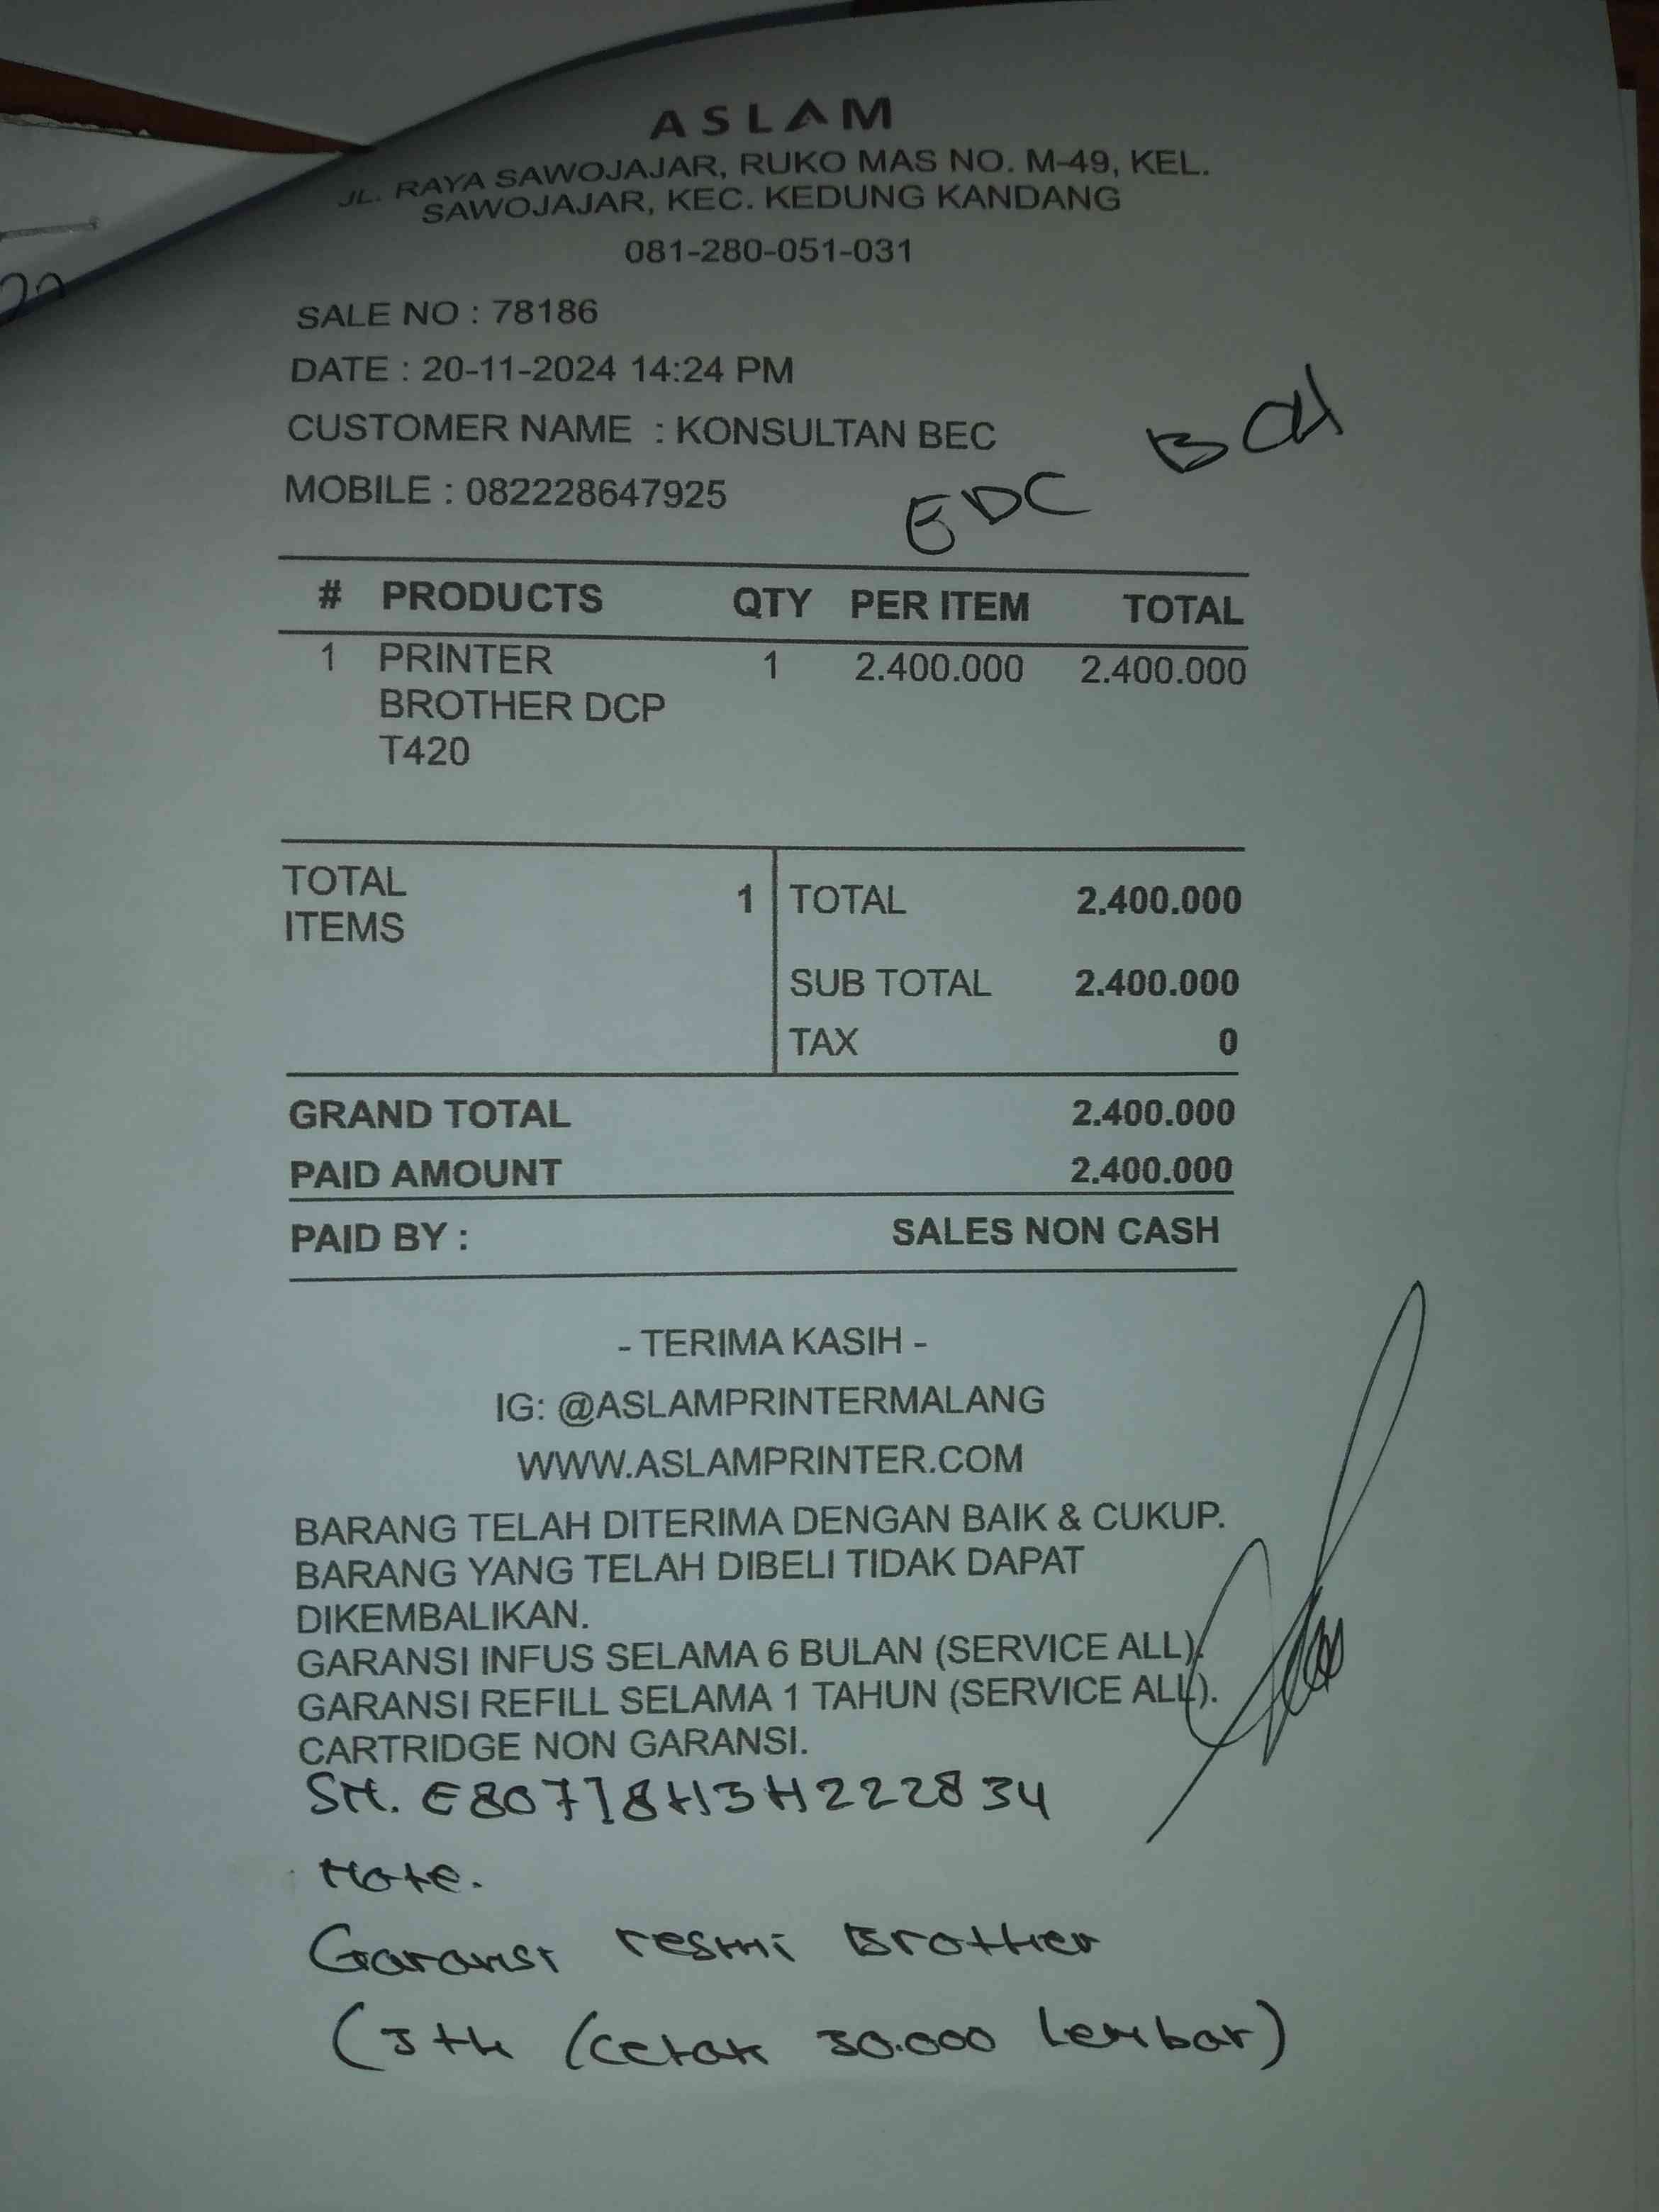 ASLAM
JL. RAYA SAWOJAJAR, RUKO MAS NO. M-49, KEL.
SAWOJAJAR, KEC. KEDUNG KANDANG
081-280-051-031
SALE NO : 78186
DATE : 20-11-2024 14:24 PM
CUSTOMER NAME : KONSULTAN BEC
MOBILE : 082228647925
EDC BCA
# PRODUCTS QTY PER ITEM TOTAL
1 PRINTER 1 2.400.000 2.400.000
BROTHER DCP
T420
TOTAL
ITEMS 1
TOTAL 2.400.000
SUB TOTAL 2.400.000
TAX 0
GRAND TOTAL 2.400.000
PAID AMOUNT 2.400.000
PAID BY : SALES NON CASH
- TERIMA KASIH -
IG: @ASLAMPRINTERMALANG
WWW.ASLAMPRINTER.COM
BARANG TELAH DITERIMA DENGAN BAIK & CUKUP.
BARANG YANG TELAH DIBELI TIDAK DAPAT
DIKEMBALIKAN.
GARANSI INFUS SELAMA 6 BULAN (SERVICE ALL).
GARANSI REFILL SELAMA 1 TAHUN (SERVICE ALL).
CARTRIDGE NON GARANSI.
SN. E80718H3H222834
Note.
Garansi resmi Brother
(3th /cetak 30.000 lembar)